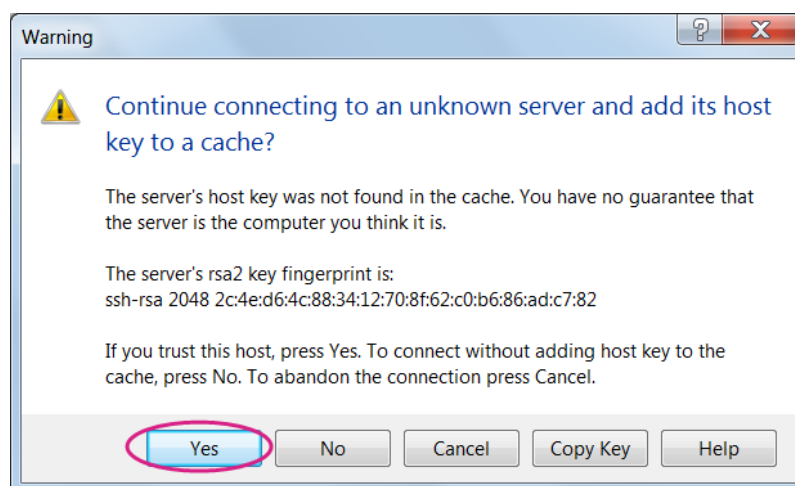 Warning
Continue connecting to an unknown server and add its host
key to a cache?
The server's host key was not found in the cache. You have no guarantee that
the server is the computer you think it is.
The server's rsa2 key fingerprint is:
ssh-rsa 2048 2c:4e:d6:4c:88:34:12:70:8f:62:c0:b6:86:ad:c7:82
If you trust this host, press Yes. To connect without adding host key to the
cache, press No. To abandon the connection press Cancel.
Yes No Cancel Copy Key Help